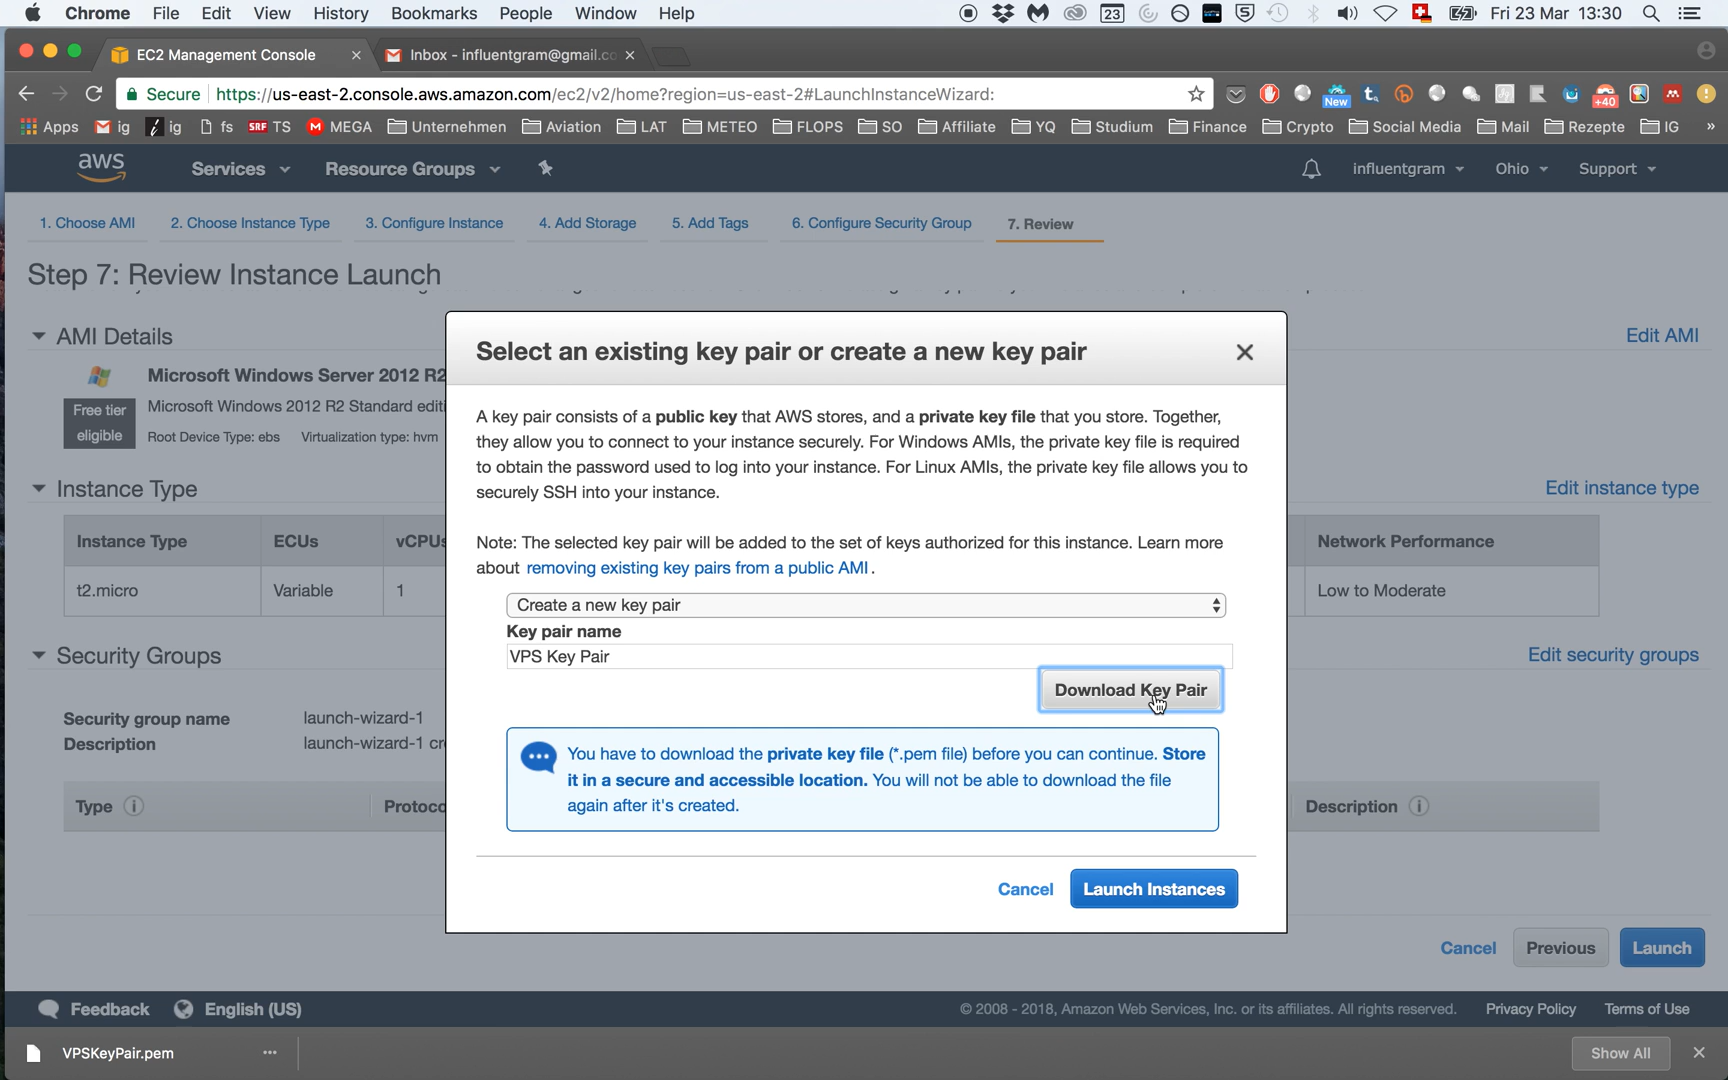 Chrome File Edit View History Bookmarks People Window Help
23 Fri 23 Mar 13:30
EC2 Management Console
Inbox - influentgram@gmail.co
Secure https://us-east-2.console.aws.amazon.com/ec2/v2/home?region=us-east-2#LaunchInstanceWizard:
New t. +40
Apps ig ig fs SRF TS MEGA Unternehmen Aviation LAT METEO FLOPS SO Affiliate YQ Studium Finance Crypto Social Media Mail Rezepte IG »
aws Services Resource Groups influentgram Ohio Support
1. Choose AMI 2. Choose Instance Type 3. Configure Instance 4. Add Storage 5. Add Tags 6. Configure Security Group 7. Review
Step 7: Review Instance Launch
AMI Details Edit AMI
Microsoft Windows Server 2012 R2
Free tier eligible
Microsoft Windows 2012 R2 Standard editi
Root Device Type: ebs Virtualization type: hvm
Instance Type Edit instance type
Instance Type ECUs vCPUs Network Performance
t2.micro Variable 1 Low to Moderate
Security Groups Edit security groups
Security group name launch-wizard-1
Description launch-wizard-1 cr
Type Protoco Description
Select an existing key pair or create a new key pair
A key pair consists of a public key that AWS stores, and a private key file that you store. Together,
they allow you to connect to your instance securely. For Windows AMIs, the private key file is required
to obtain the password used to log into your instance. For Linux AMIs, the private key file allows you to
securely SSH into your instance.
Note: The selected key pair will be added to the set of keys authorized for this instance. Learn more
about removing existing key pairs from a public AMI.
Create a new key pair
Key pair name
VPS Key Pair
Download Key Pair
You have to download the private key file (*.pem file) before you can continue. Store
it in a secure and accessible location. You will not be able to download the file
again after it's created.
Cancel Launch Instances
Cancel Previous Launch
Feedback English (US) © 2008 - 2018, Amazon Web Services, Inc. or its affiliates. All rights reserved. Privacy Policy Terms of Use
VPSKeyPair.pem Show All